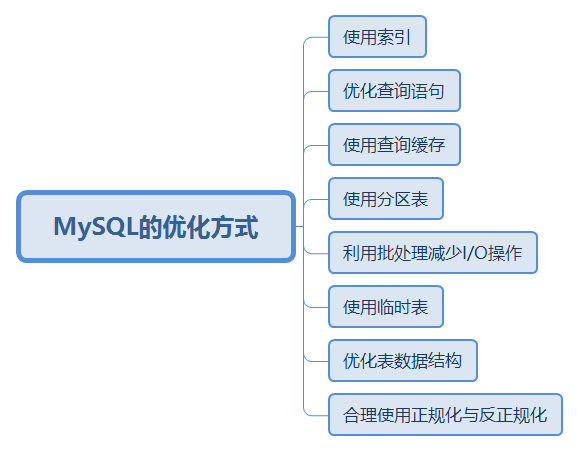 MySQL的优化方式
使用索引
优化查询语句
使用查询缓存
使用分区表
利用批处理减少I/O操作
使用临时表
优化表数据结构
合理使用正规化与反正规化